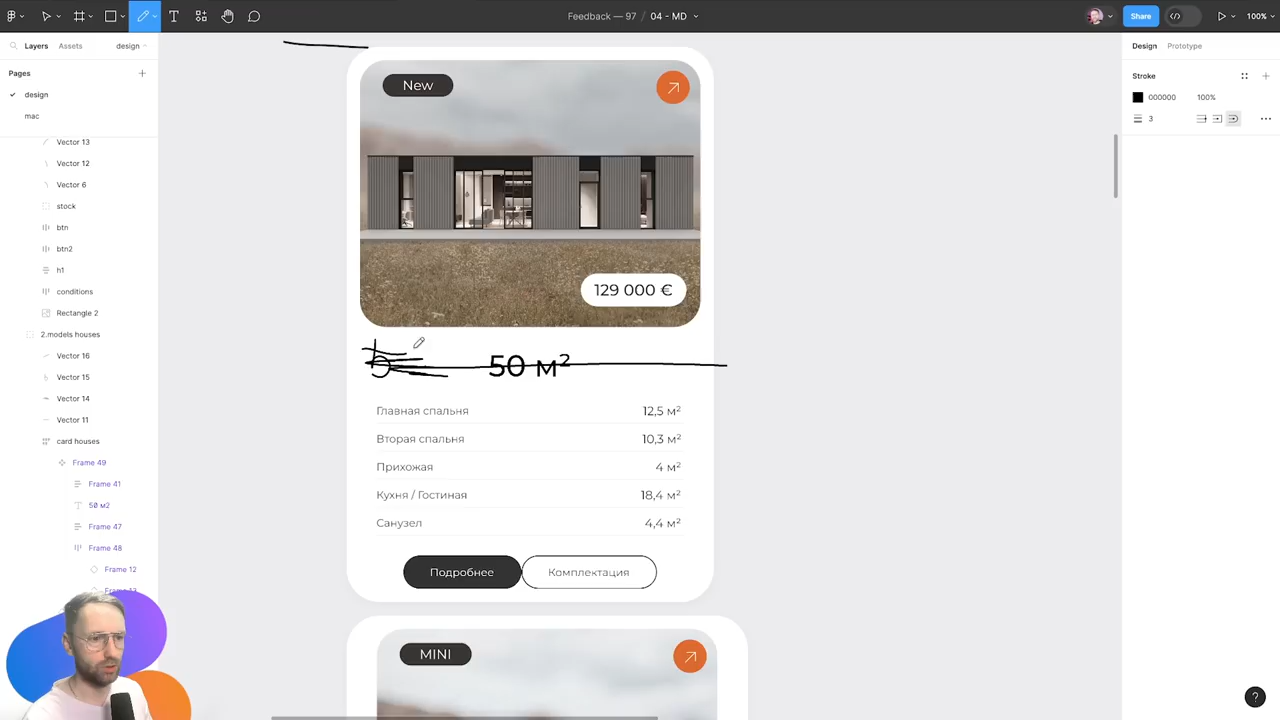 Feedback — 97 / 04 - MD
Share
100%
Layers
Assets
design
Pages
design
mac
Vector 13
Vector 12
Vector 6
stock
btn
btn2
h1
conditions
Rectangle 2
2.models houses
Vector 16
Vector 15
Vector 14
Vector 11
card houses
Frame 49
Frame 41
50 м2
Frame 47
Frame 48
Frame 12
New
129 000 €
50 м²
Главная спальня 12,5 м²
Вторая спальня 10,3 м²
Прихожая 4 м²
Кухня / Гостиная 18,4 м²
Санузел 4,4 м²
Подробнее
Комплектация
MINI
Design
Prototype
Stroke
000000 100%
3
?